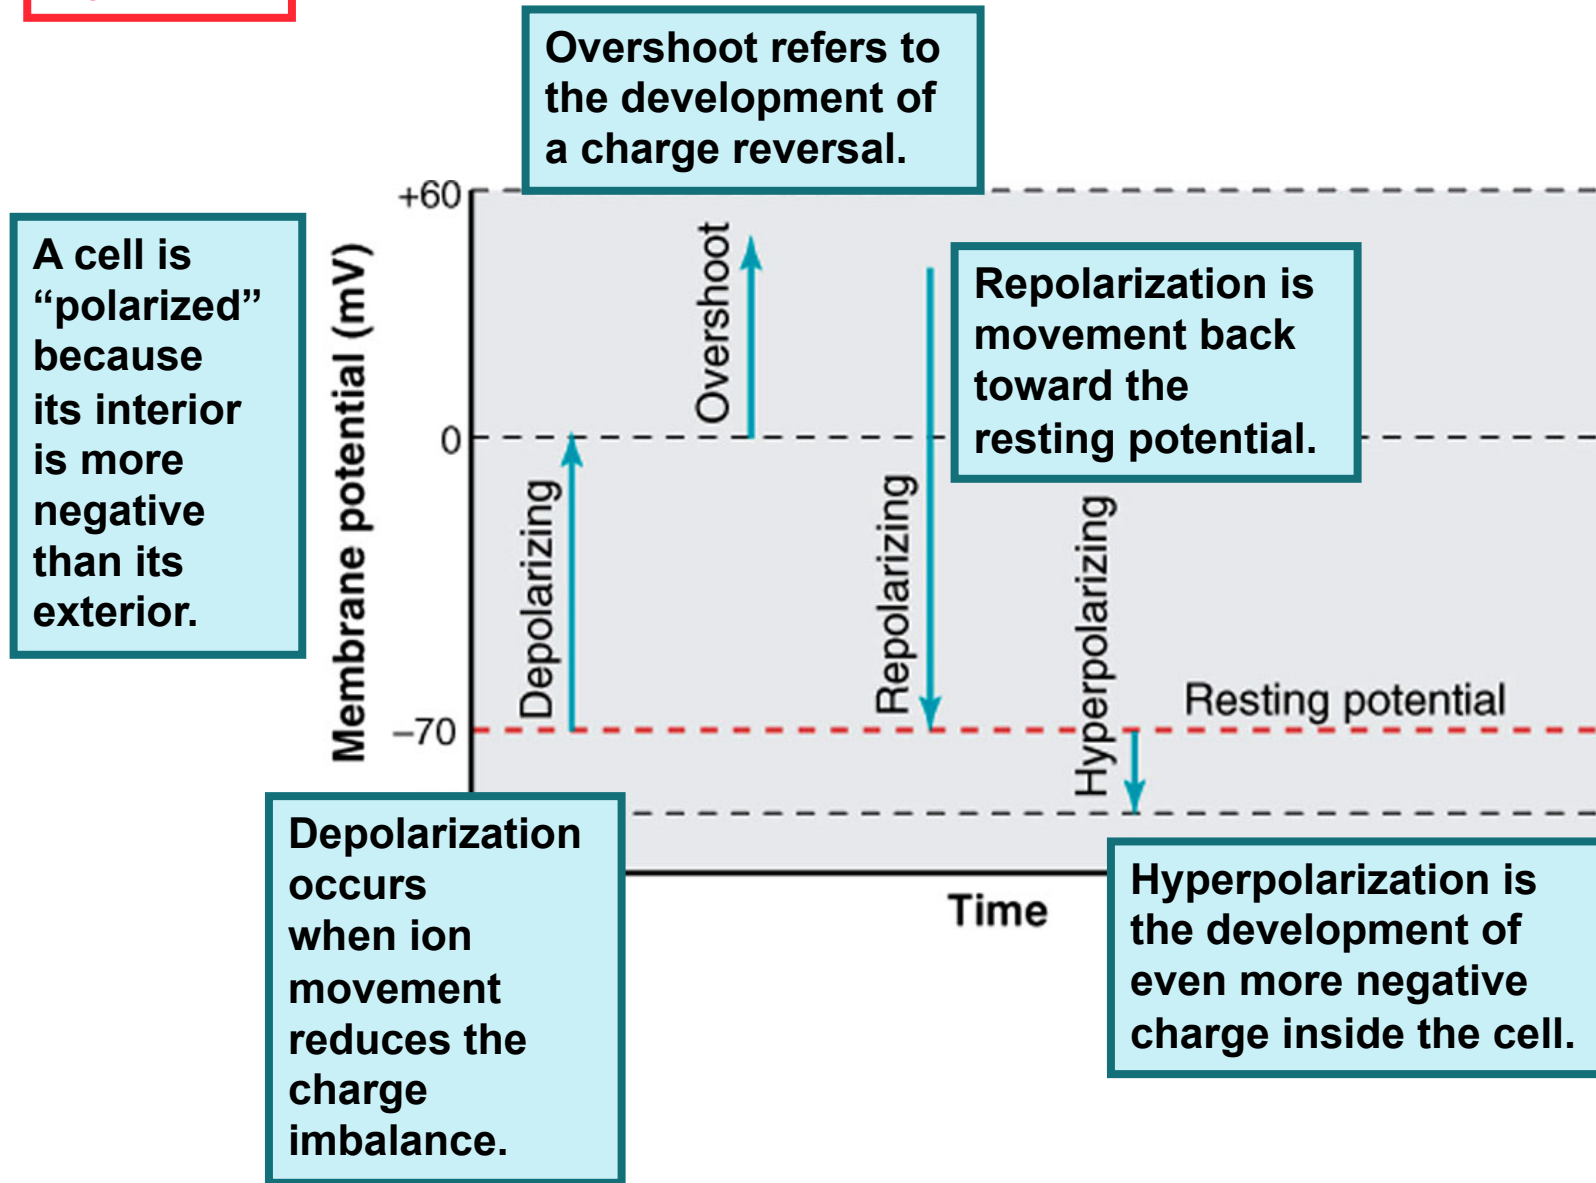 Overshoot refers to
the development of
a charge reversal.
A cell is
“polarized”
because
its interior
is more
negative
than its
exterior.
Membrane potential (mV)
+60
0
–70
Depolarizing
Overshoot
Repolarizing
Repolarization is
movement back
toward the
resting potential.
Hyperpolarizing
Resting potential
Depolarization
occurs
when ion
movement
reduces the
charge
imbalance.
Time
Hyperpolarization is
the development of
even more negative
charge inside the cell.